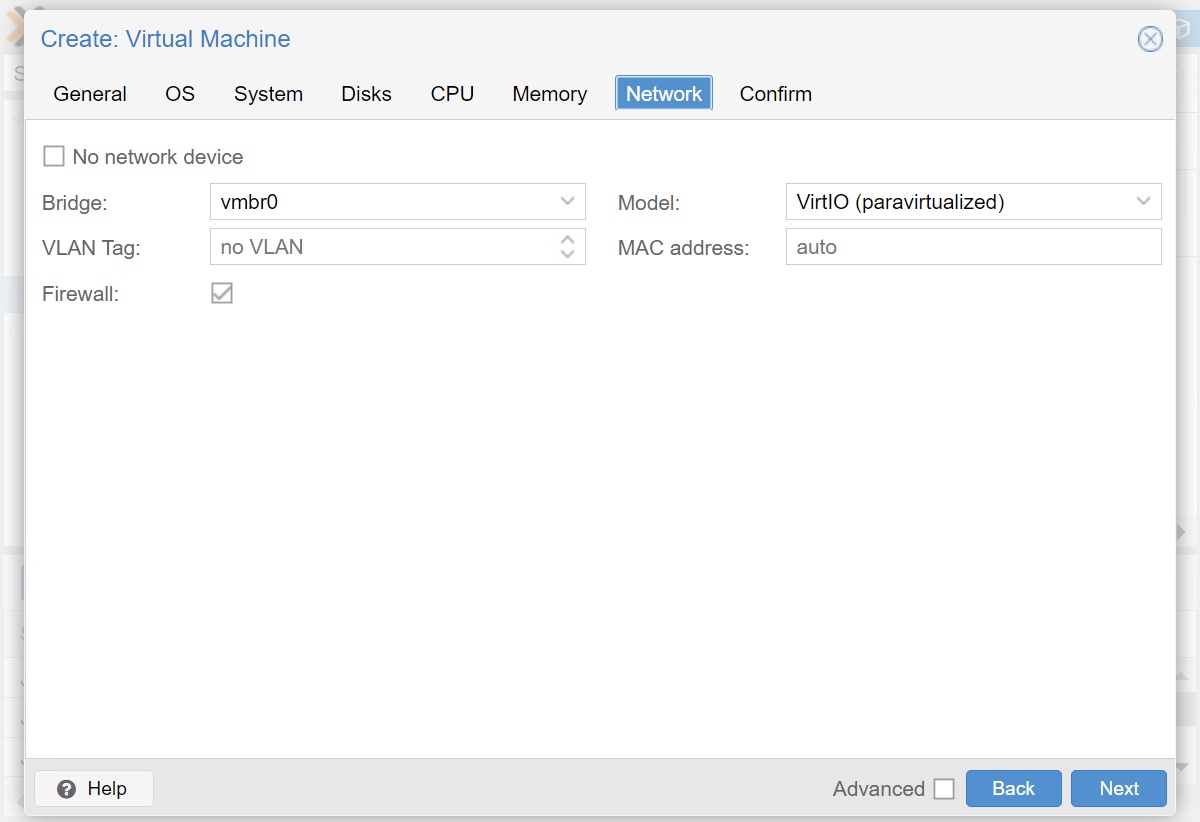 Create: Virtual Machine
General OS System Disks CPU Memory Network Confirm
No network device
Bridge: vmbr0 Model: VirtIO (paravirtualized)
VLAN Tag: no VLAN MAC address: auto
Firewall:
Help Advanced Back Next